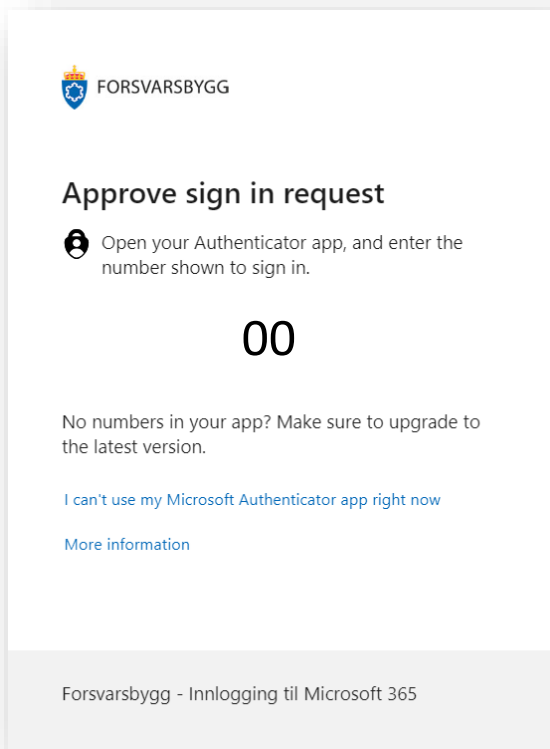 FORSVARSBYGG
Approve sign in request
Open your Authenticator app, and enter the
number shown to sign in.
00
No numbers in your app? Make sure to upgrade to
the latest version.
I can't use my Microsoft Authenticator app right now
More information
Forsvarsbygg - Innlogging til Microsoft 365